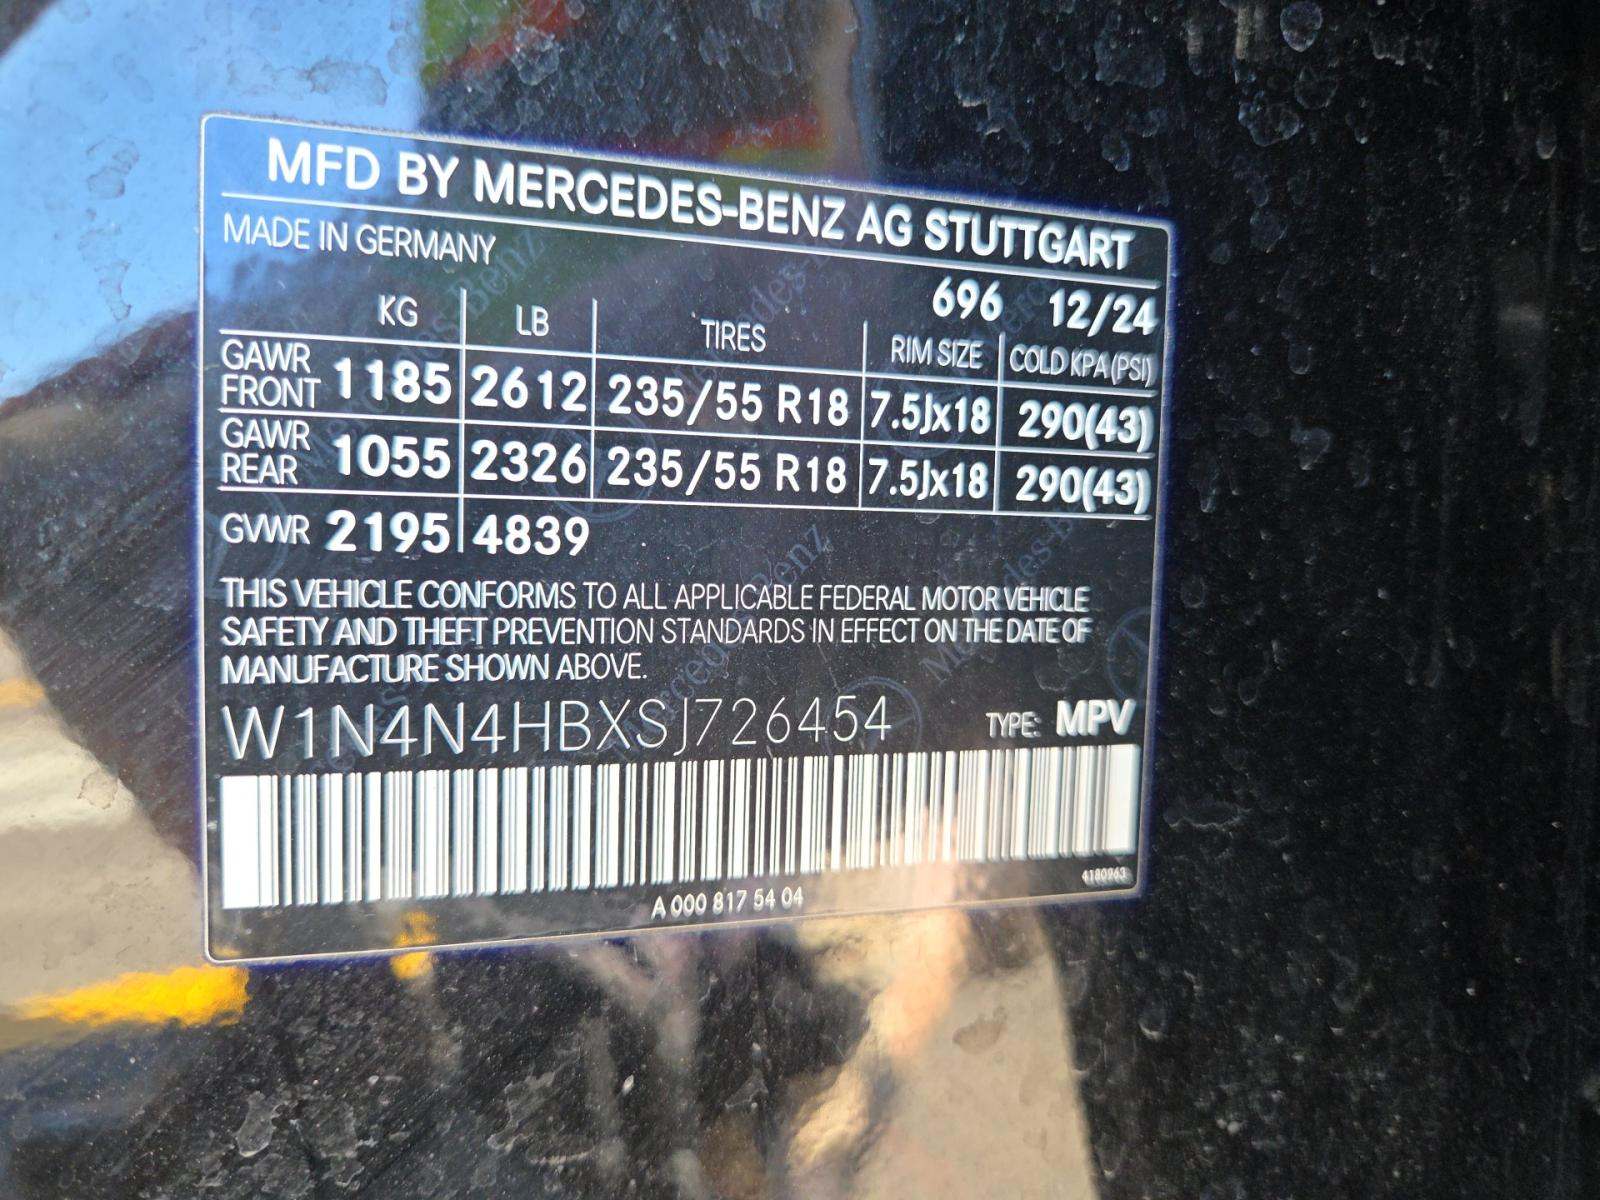 MFD BY MERCEDES-BENZ AG STUTTGART
MADE IN GERMANY
696 12/24
KG LB TIRES RIM SIZE COLD KPA (PSI)
GAWR FRONT 1185 2612 235/55 R18 7.5Jx18 290(43)
GAWR REAR 1055 2326 235/55 R18 7.5Jx18 290(43)
GVWR 2195 4839
THIS VEHICLE CONFORMS TO ALL APPLICABLE FEDERAL MOTOR VEHICLE
SAFETY AND THEFT PREVENTION STANDARDS IN EFFECT ON THE DATE OF
MANUFACTURE SHOWN ABOVE.
W1N4N4HBXSJ726454 TYPE: MPV
4180963
A 000 817 54 04